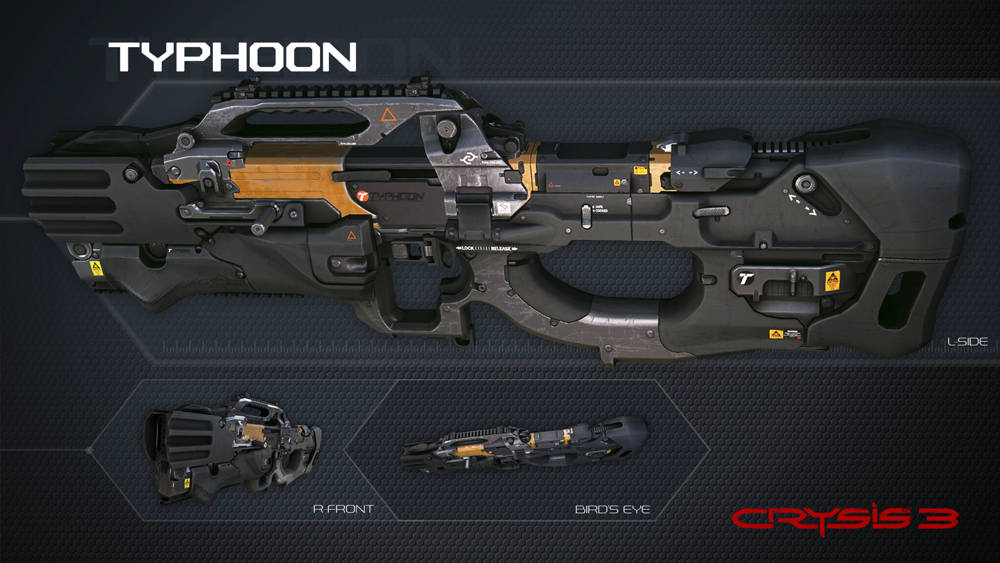 TYPHOON
TYPHOON
LOCK RELEASE
L-SIDE
R-FRONT
BIRD'S EYE
CRYSIS 3